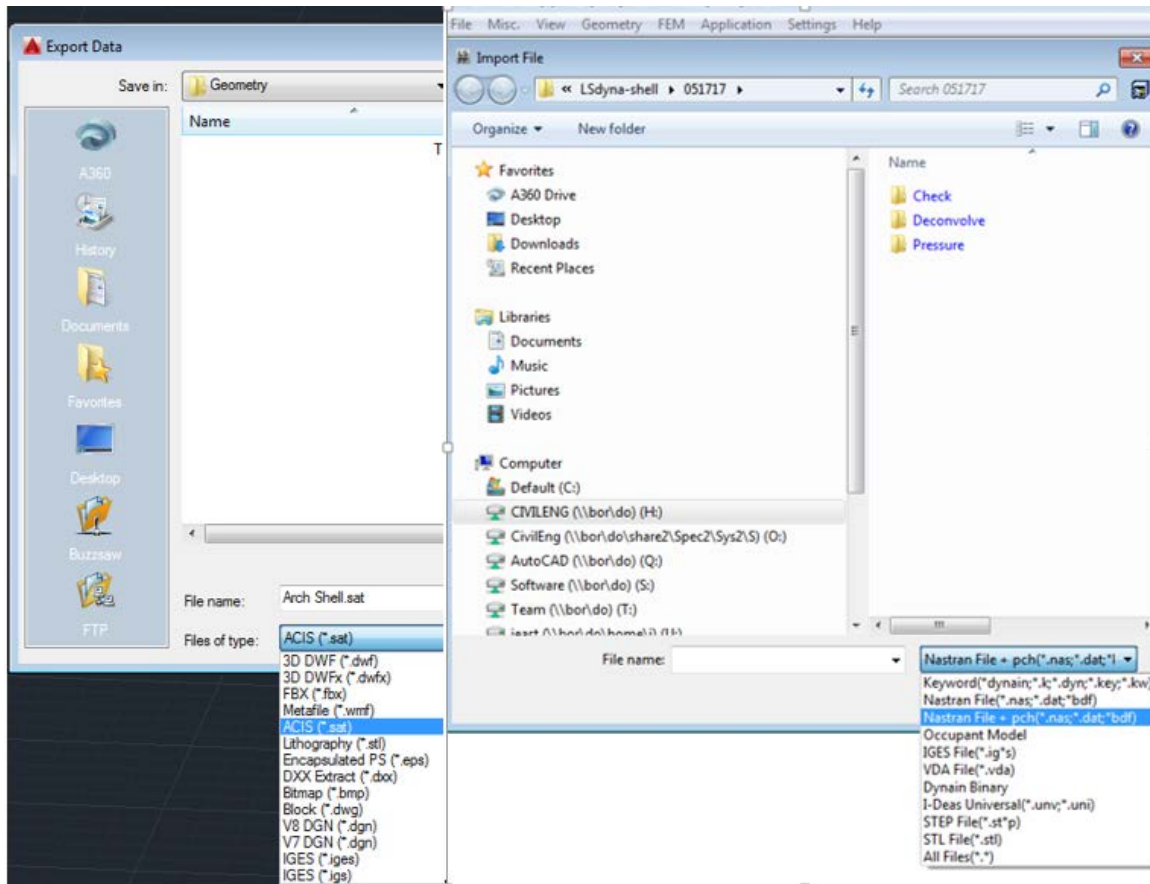 Export Data
Save in:
Geometry
Name
T
A360
History
Documents
Favorites
Desktop
Buzzsaw
FTP
File name:
Arch Shell.sat
Files of type:
ACIS (*.sat)
3D DWF (*.dwf)
3D DWFx (*.dwfx)
FBX (*.fbx)
Metafile (*.wmf)
ACIS (*.sat)
Lithography (*.stl)
Encapsulated PS (*.eps)
DXX Extract (*.dxx)
Bitmap (*.bmp)
Block (*.dwg)
V8 DGN (*.dgn)
V7 DGN (*.dgn)
IGES (*.iges)
IGES (*.igs)
File Misc. View Geometry FEM Application Settings Help
Import File
« LSdyna-shell 051717
Search 051717
Organize
New folder
Favorites
A360 Drive
Desktop
Downloads
Recent Places
Libraries
Documents
Music
Pictures
Videos
Computer
Default (C:)
CIVILENG (\\bor\do) (H:)
CivilEng (\\bor\do\share2\Spec2\Sys2\S) (O:)
AutoCAD (\\bor\do) (Q:)
Software (\\bor\do) (S:)
Team (\\bor\do) (T:)
Name
Check
Deconvolve
Pressure
File name:
Nastran File + pch(*.nas;*.dat;*l
Keyword(*dynain;*.k;*.dyn;*.key;*.kw)
Nastran File(*.nas;*.dat;*bdf)
Nastran File + pch(*.nas;*.dat;*bdf)
Occupant Model
IGES File(*.ig*s)
VDA File(*.vda)
Dynain Binary
I-Deas Universal(*.unv;*.uni)
STEP File(*.st*p)
STL File(*.stl)
All Files(*.*)